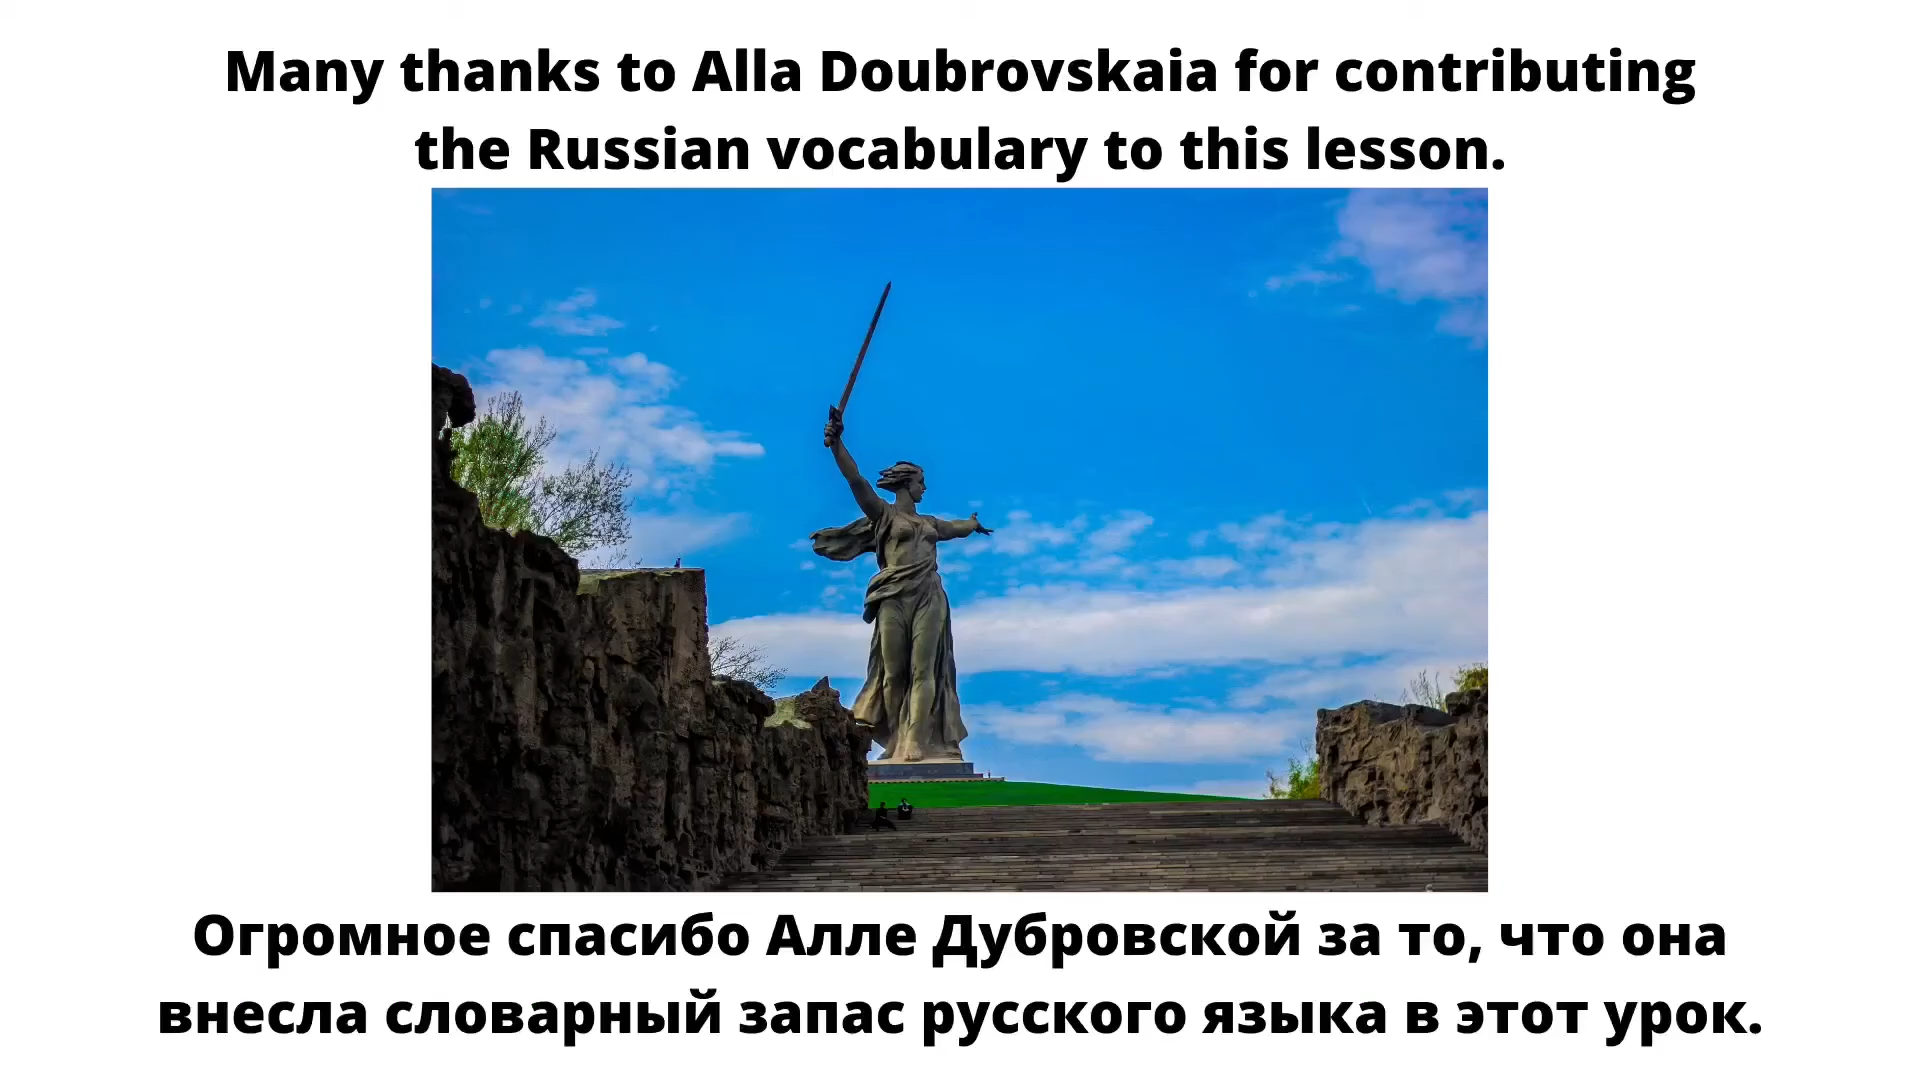 Many thanks to Alla Doubrovskaia for contributing
the Russian vocabulary to this lesson.
Огромное спасибо Алле Дубровской за то, что она
внесла словарный запас русского языка в этот урок.